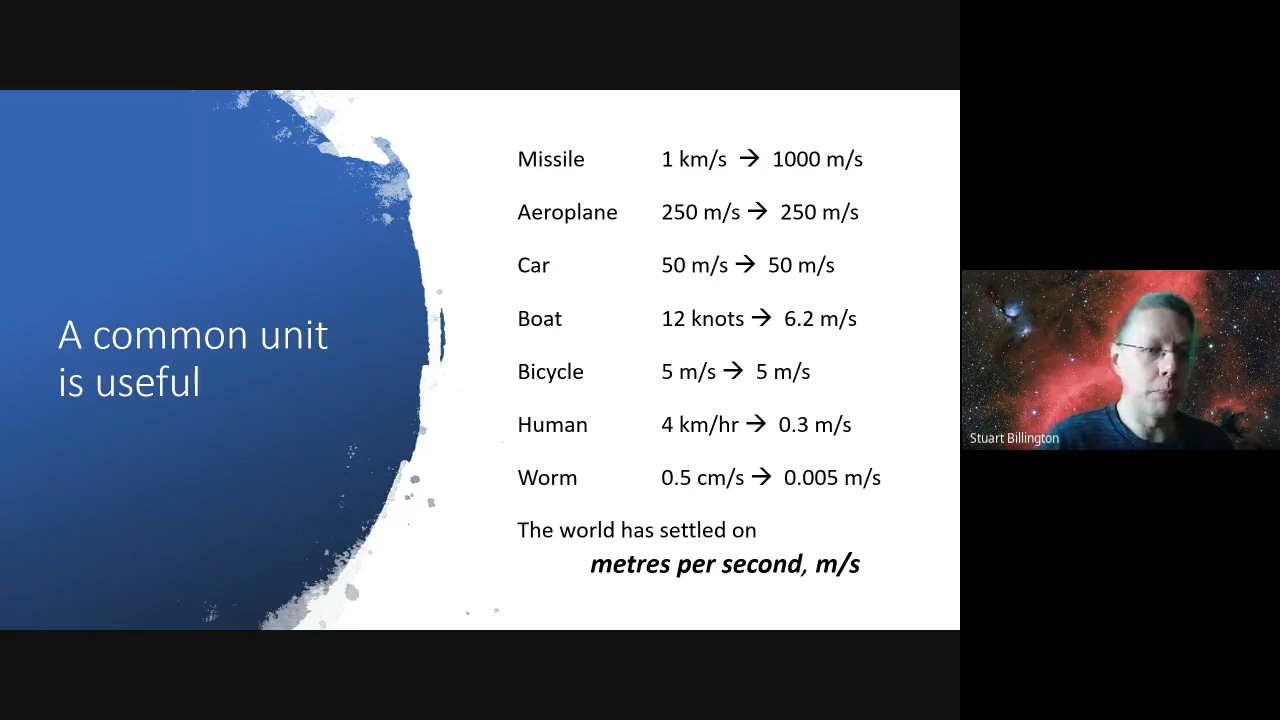 A common unit
is useful
Missile 1 km/s → 1000 m/s
Aeroplane 250 m/s → 250 m/s
Car 50 m/s → 50 m/s
Boat 12 knots → 6.2 m/s
Bicycle 5 m/s → 5 m/s
Human 4 km/hr → 0.3 m/s
Worm 0.5 cm/s → 0.005 m/s
The world has settled on
metres per second, m/s
Stuart Billington